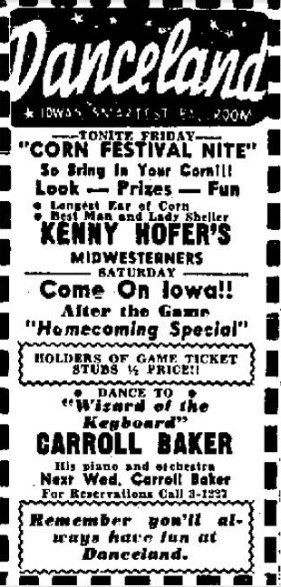 Danceland
★ IOWA'S SMARTEST BALLROOM
TONITE FRIDAY
"CORN FESTIVAL NITE"
So Bring In Your Corn!!!
Look — Prizes — Fun
• Longest Ear of Corn
• Best Man and Lady Sheller
KENNY HOFER'S
MIDWESTERNERS
SATURDAY
Come On Iowa!!
After the Game
"Homecoming Special"
HOLDERS OF GAME TICKET
STUBS ½ PRICE!!
• DANCE TO •
"Wizard of the
Keyboard"
CARROLL BAKER
His piano and orchestra
Next Wed. Carroll Baker
For Reservations Call 3-1227
Remember you'll al-
ways have fun at
Danceland.